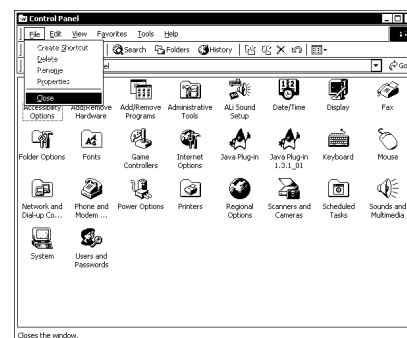 Control Panel
File Edit View Favorites Tools Help
Create Shortcut
Delete
Rename
Properties
Close
Search Folders History
el
Go
Accessibility Options
Add/Remove Hardware
Add/Remove Programs
Administrative Tools
ALi Sound Setup
Date/Time
Display
Fax
Folder Options
Fonts
Game Controllers
Internet Options
Java Plug-in
Java Plug-in 1.3.1_01
Keyboard
Mouse
Network and Dial-up Co...
Phone and Modem ...
Power Options
Printers
Regional Options
Scanners and Cameras
Scheduled Tasks
Sounds and Multimedia
System
Users and Passwords
Closes the window.